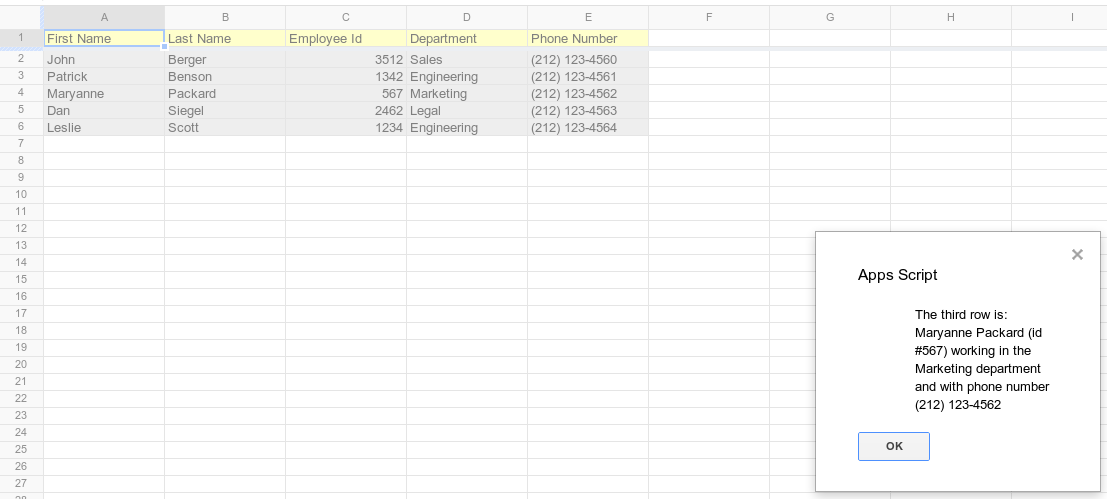 A B C D E F G H I
1 First Name Last Name Employee Id Department Phone Number
2 John Berger 3512 Sales (212) 123-4560
3 Patrick Benson 1342 Engineering (212) 123-4561
4 Maryanne Packard 567 Marketing (212) 123-4562
5 Dan Siegel 2462 Legal (212) 123-4563
6 Leslie Scott 1234 Engineering (212) 123-4564
7
8
9
10
11
12
13
14
15
16
17
18
19
20
21
22
23
24
25
26
27
28
×
Apps Script
The third row is:
Maryanne Packard (id
#567) working in the
Marketing department
and with phone number
(212) 123-4562
OK